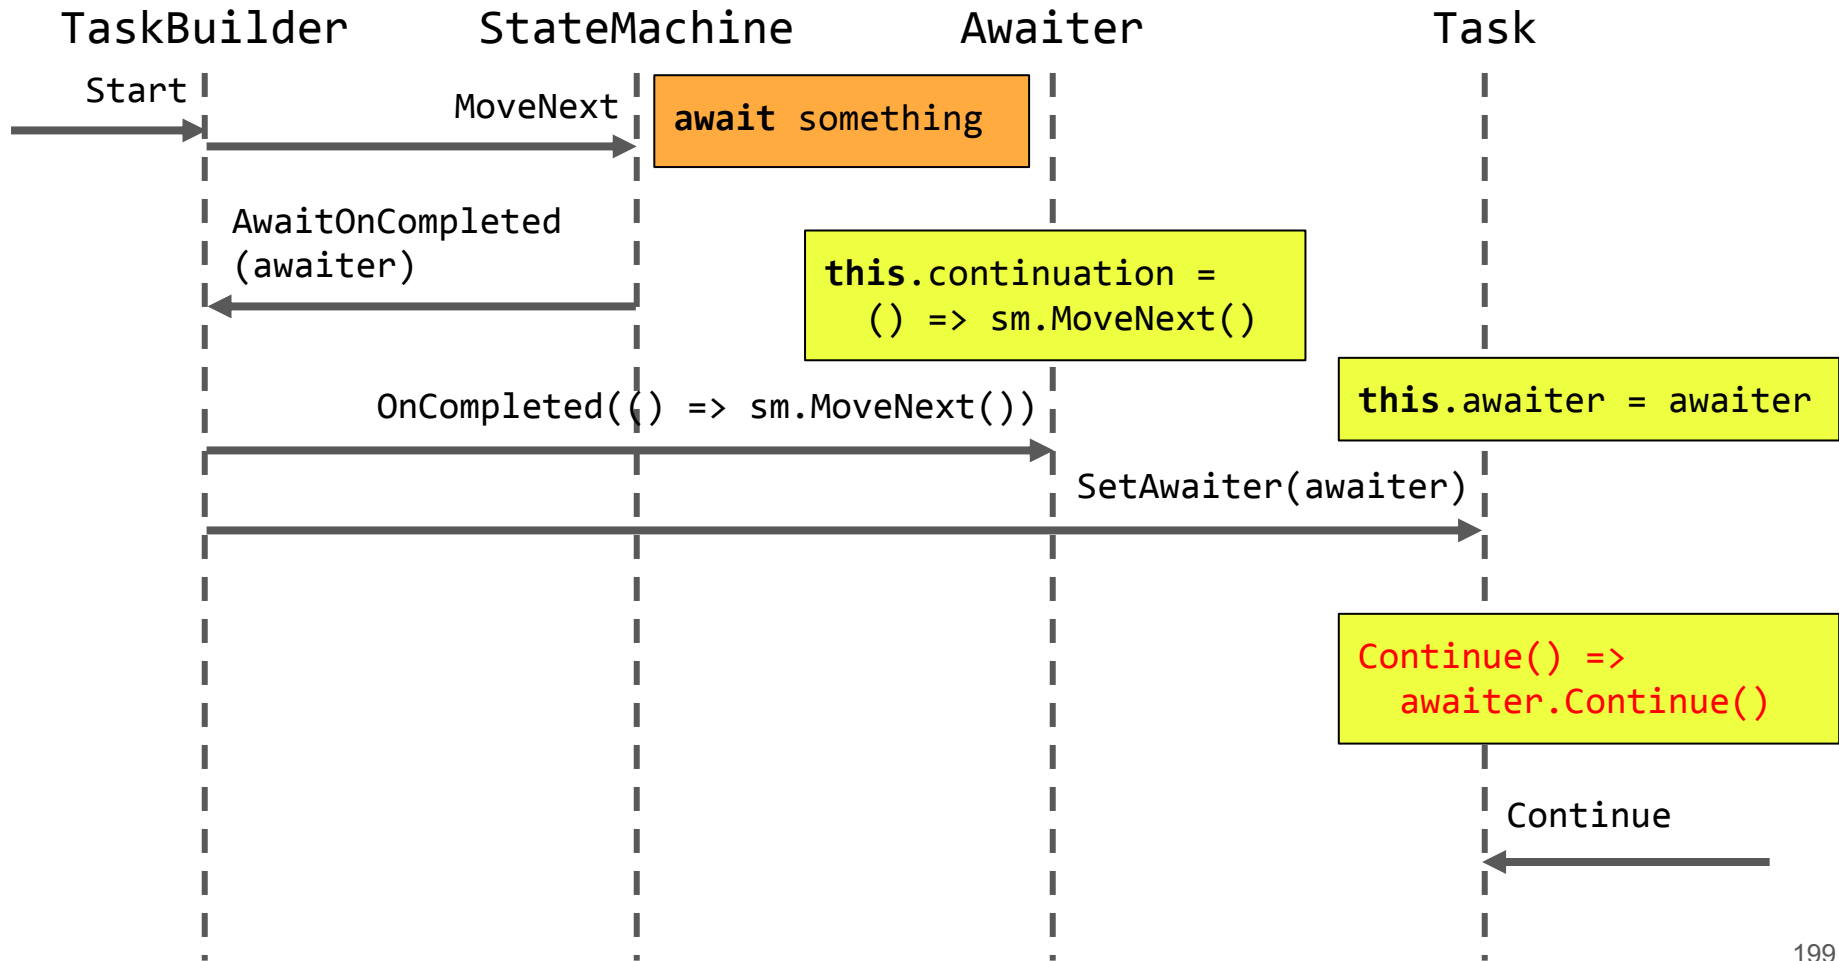 TaskBuilder StateMachine Awaiter Task
Start
MoveNext
await something
AwaitOnCompleted
(awaiter)
this.continuation =
() => sm.MoveNext()
OnCompleted(() => sm.MoveNext())
this.awaiter = awaiter
SetAwaiter(awaiter)
Continue() =>
awaiter.Continue()
Continue
199